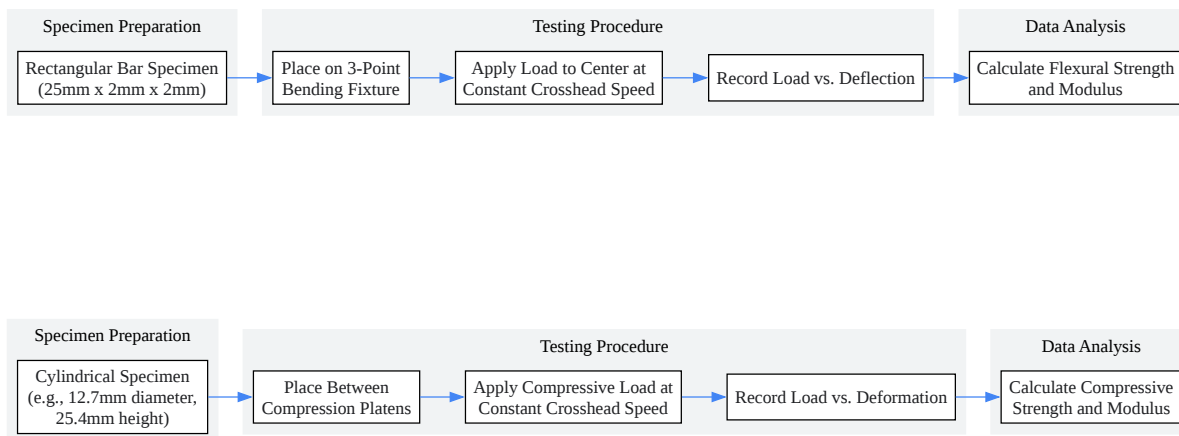 Specimen Preparation
Testing Procedure
Data Analysis
Rectangular Bar Specimen
(25mm x 2mm x 2mm)
Place on 3-Point
Bending Fixture
Apply Load to Center at
Constant Crosshead Speed
Record Load vs. Deflection
Calculate Flexural Strength
and Modulus
Specimen Preparation
Testing Procedure
Data Analysis
Cylindrical Specimen
(e.g., 12.7mm diameter,
25.4mm height)
Place Between
Compression Platens
Apply Compressive Load at
Constant Crosshead Speed
Record Load vs. Deformation
Calculate Compressive
Strength and Modulus